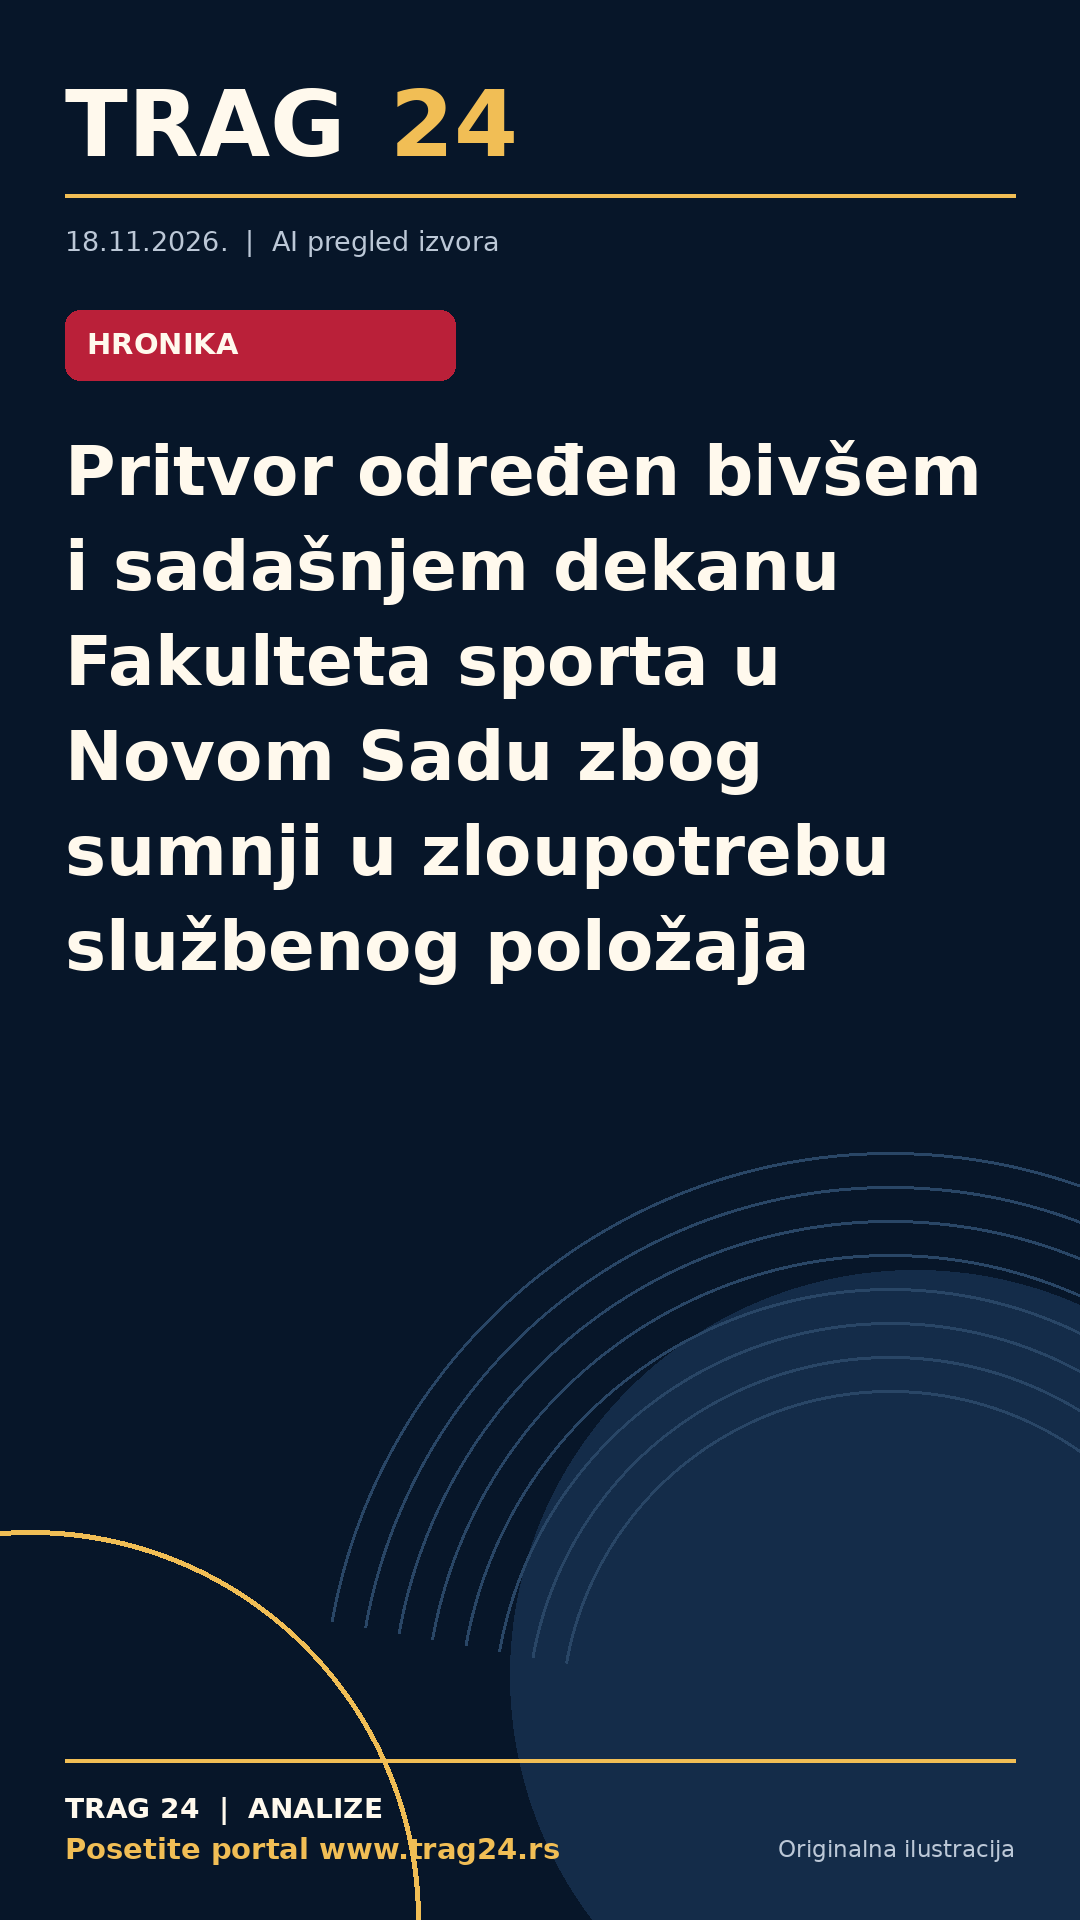 TRAG 24
18.11.2026. | AI pregled izvora
HRONIKA
Pritvor određen bivšem
i sadašnjem dekanu
Fakulteta sporta u
Novom Sadu zbog
sumnji u zloupotrebu
službenog položaja
TRAG 24 | ANALIZE
Posetite portal www.trag24.rs
Originalna ilustracija